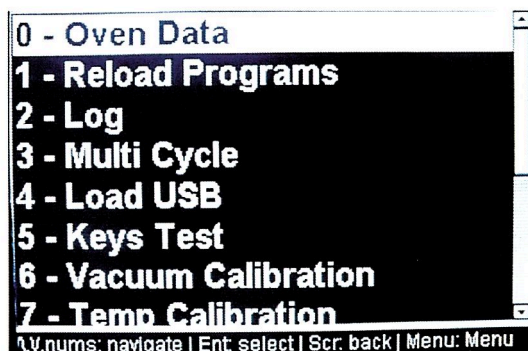 0 - Oven Data
1 - Reload Programs
2 - Log
3 - Multi Cycle
4 - Load USB
5 - Keys Test
6 - Vacuum Calibration
7 - Temp Calibration
nums: navigate | Ent: select | Scr: back | Menu: Menu